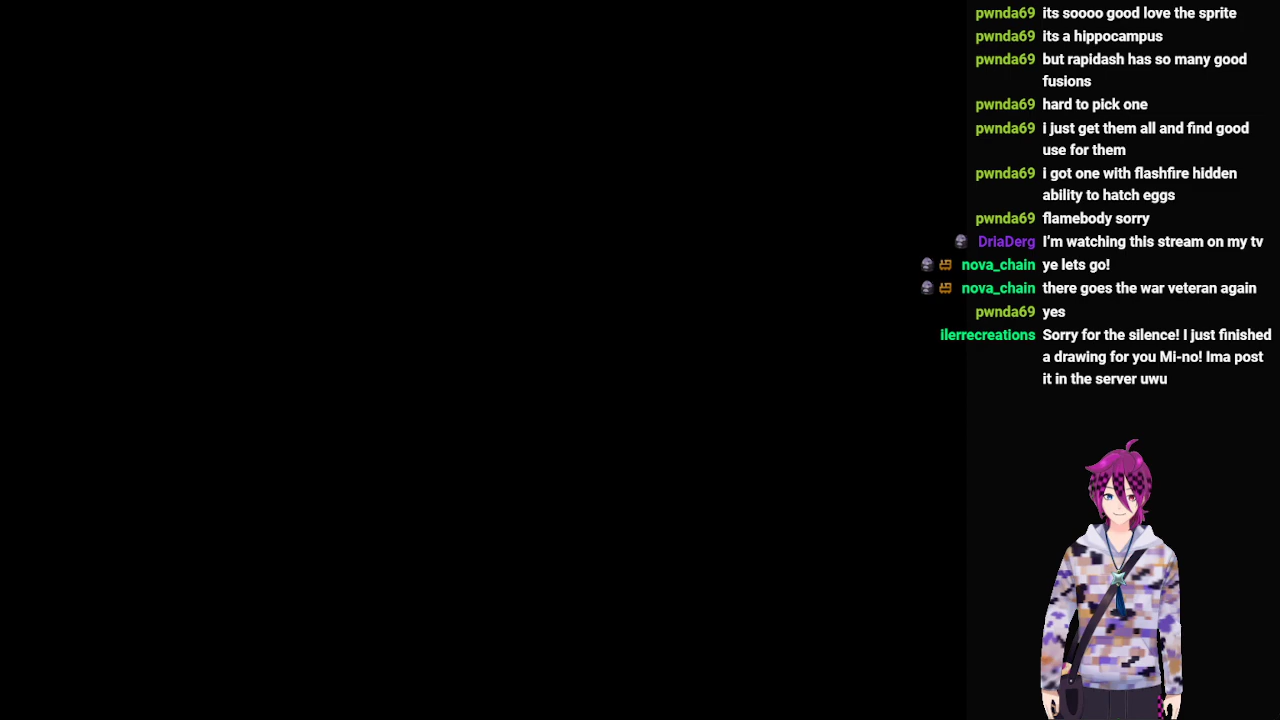 pwnda69 its soooo good love the sprite
pwnda69 its a hippocampus
pwnda69 but rapidash has so many good
fusions
pwnda69 hard to pick one
pwnda69 i just get them all and find good
use for them
pwnda69 i got one with flashfire hidden
ability to hatch eggs
pwnda69 flamebody sorry
DriaDerg I'm watching this stream on my tv
nova_chain ye lets go!
nova_chain there goes the war veteran again
pwnda69 yes
ilerrecreations Sorry for the silence! I just finished
a drawing for you Mi-no! Ima post
it in the server uwu